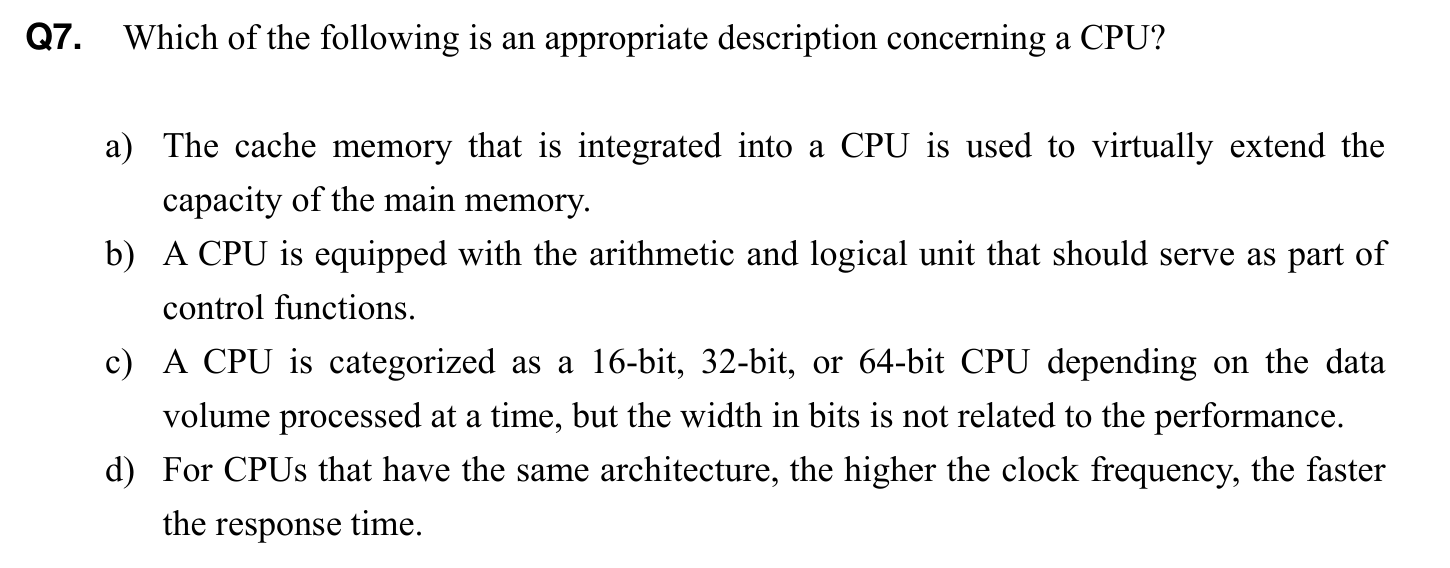 Q7. Which of the following is an appropriate description concerning a CPU?
a) The cache memory that is integrated into a CPU is used to virtually extend the
capacity of the main memory.
b) A CPU is equipped with the arithmetic and logical unit that should serve as part of
control functions.
c) A CPU is categorized as a 16-bit, 32-bit, or 64-bit CPU depending on the data
volume processed at a time, but the width in bits is not related to the performance.
d) For CPUs that have the same architecture, the higher the clock frequency, the faster
the response time.